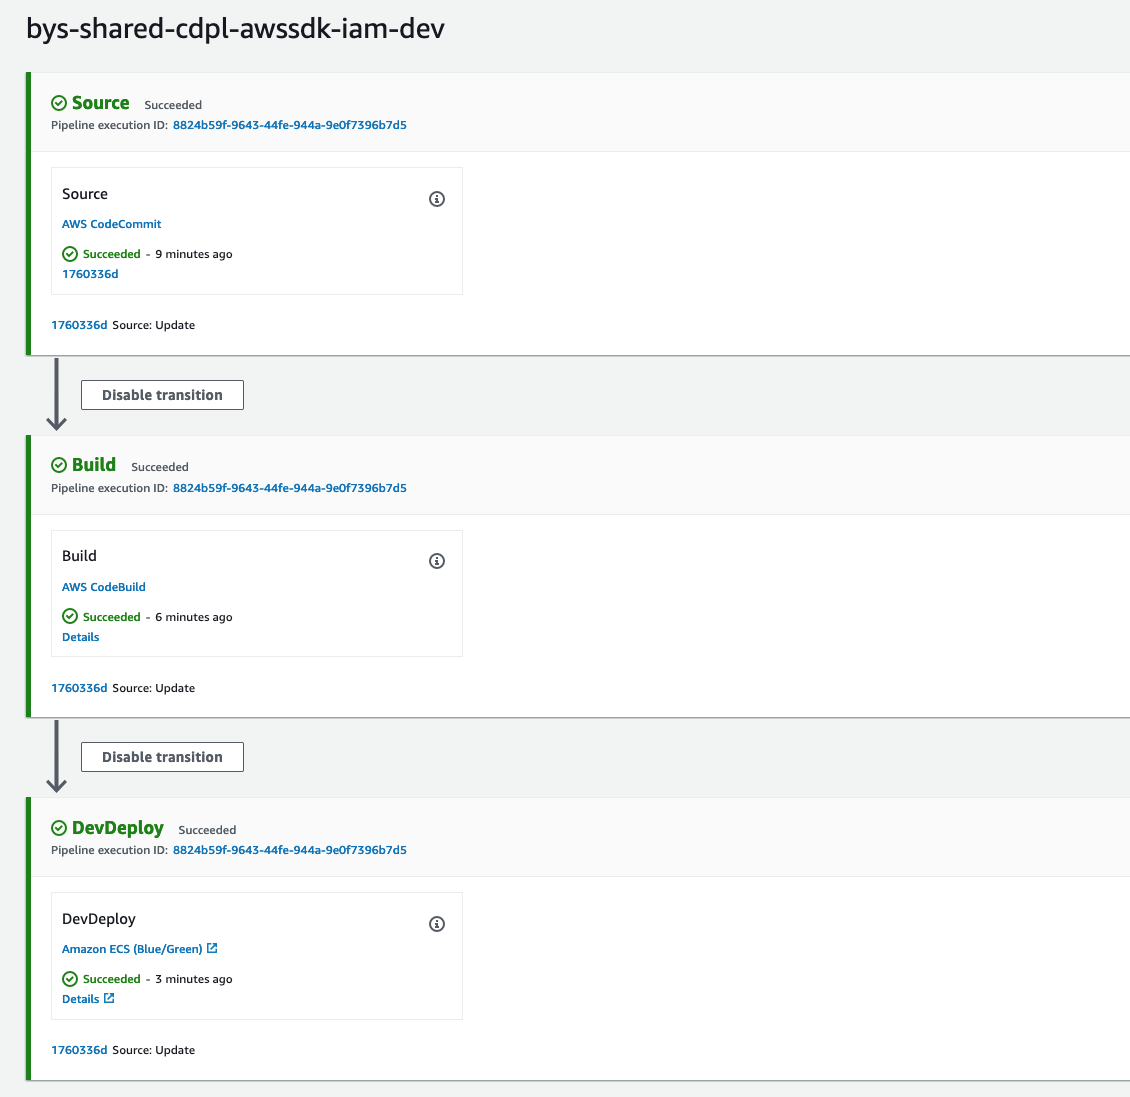 bys-shared-cdpl-awssdk-iam-dev
Source Succeeded
Pipeline execution ID: 8824b59f-9643-44fe-944a-9e0f7396b7d5
Source
AWS CodeCommit
Succeeded - 9 minutes ago
1760336d
1760336d Source: Update
Disable transition
Build Succeeded
Pipeline execution ID: 8824b59f-9643-44fe-944a-9e0f7396b7d5
Build
AWS CodeBuild
Succeeded - 6 minutes ago
Details
1760336d Source: Update
Disable transition
DevDeploy Succeeded
Pipeline execution ID: 8824b59f-9643-44fe-944a-9e0f7396b7d5
DevDeploy
Amazon ECS (Blue/Green)
Succeeded - 3 minutes ago
Details
1760336d Source: Update